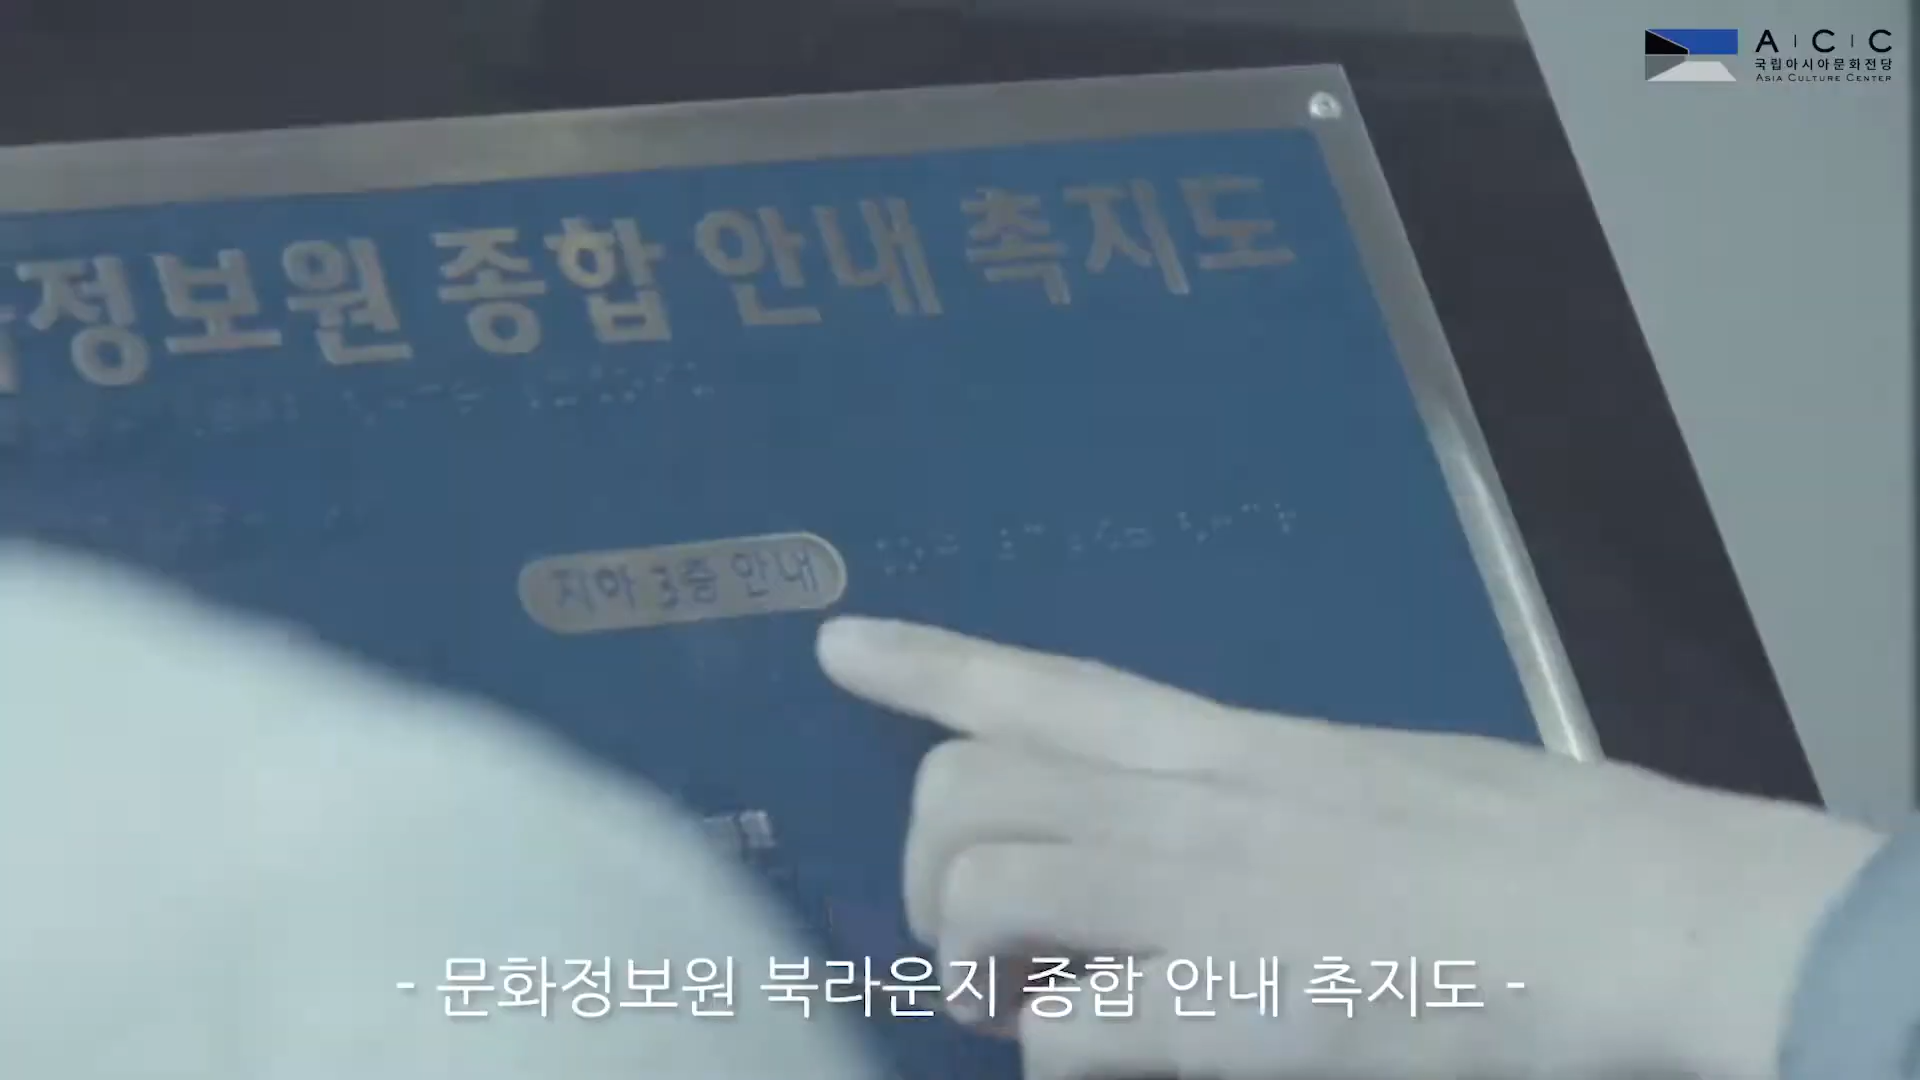 A C C
국립아시아문화전당
ASIA CULTURE CENTER
정보원 종합 안내 촉지도
지하 3층 안내
- 문화정보원 북라운지 종합 안내 촉지도 -